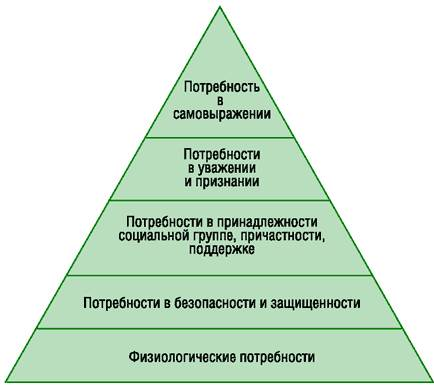 Потребность
в
самовыражении
Потребности
в уважении
и признании
Потребности в принадлежности
социальной группе, причастности,
поддержке
Потребности в безопасности и защищенности
Физиологические потребности